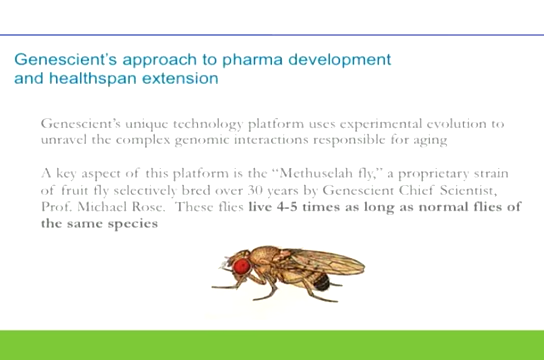 Genescient's approach to pharma development
and healthspan extension
Genescient's unique technology platform uses experimental evolution to
unravel the complex genomic interactions responsible for aging
A key aspect of this platform is the "Methuselah fly," a proprietary strain
of fruit fly selectively bred over 30 years by Genescient Chief Scientist,
Prof. Michael Rose. These flies live 4-5 times as long as normal flies of
the same species